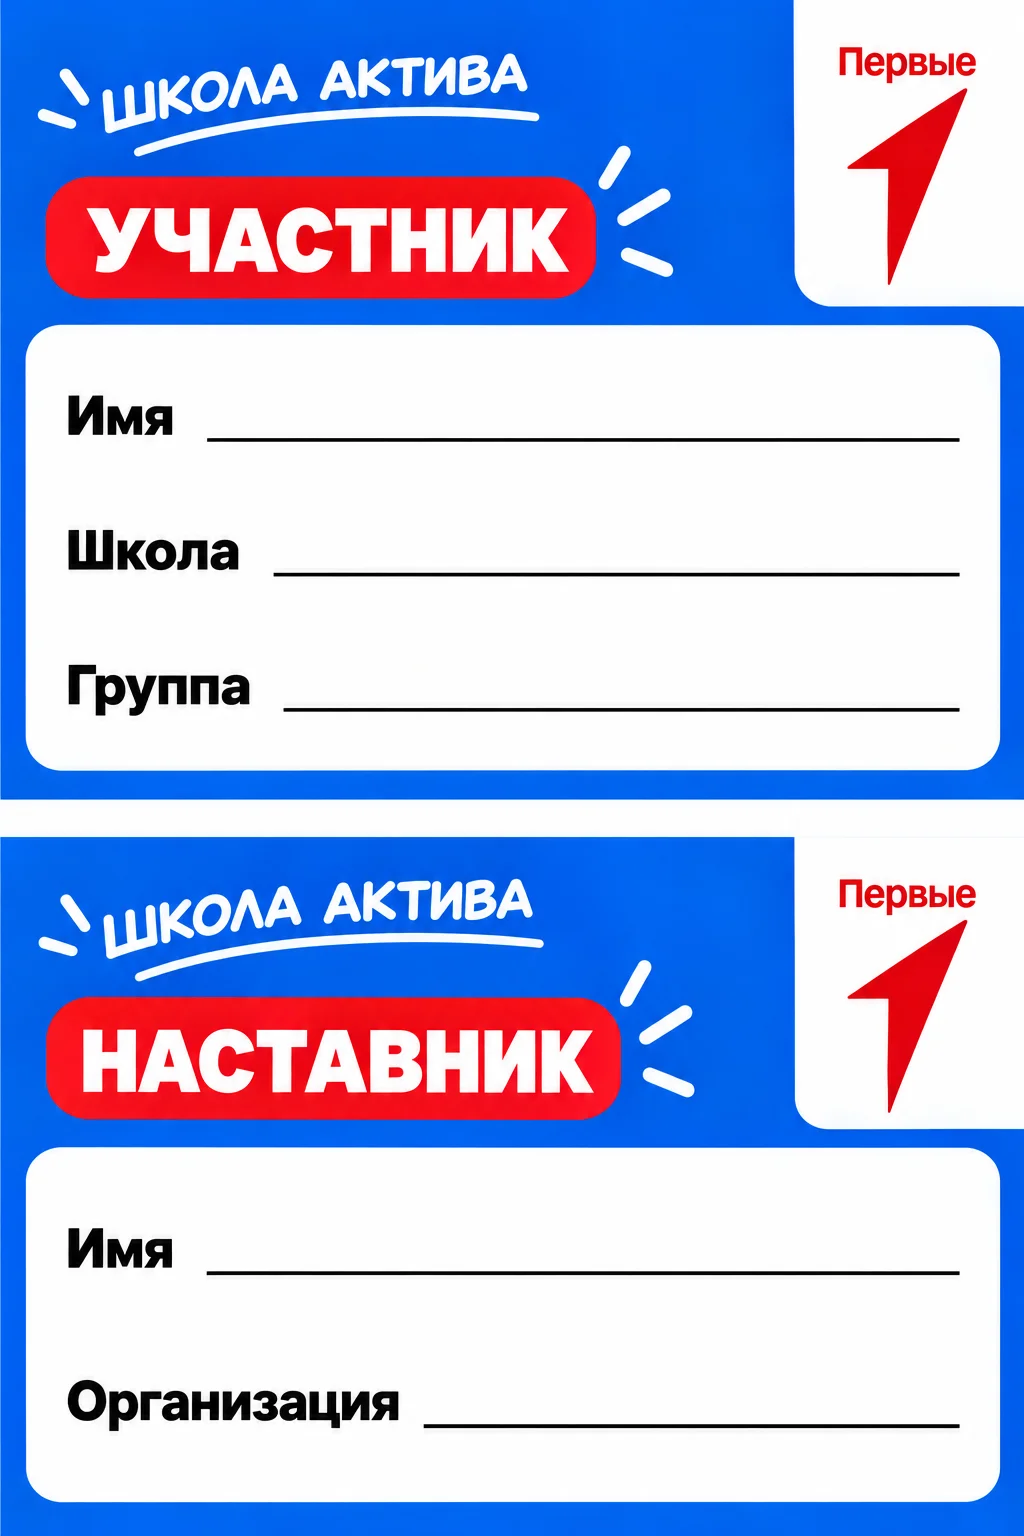 ШКОЛА АКТИВА
Первые
УЧАСТНИК
Имя
Школа
Группа
ШКОЛА АКТИВА
Первые
НАСТАВНИК
Имя
Организация